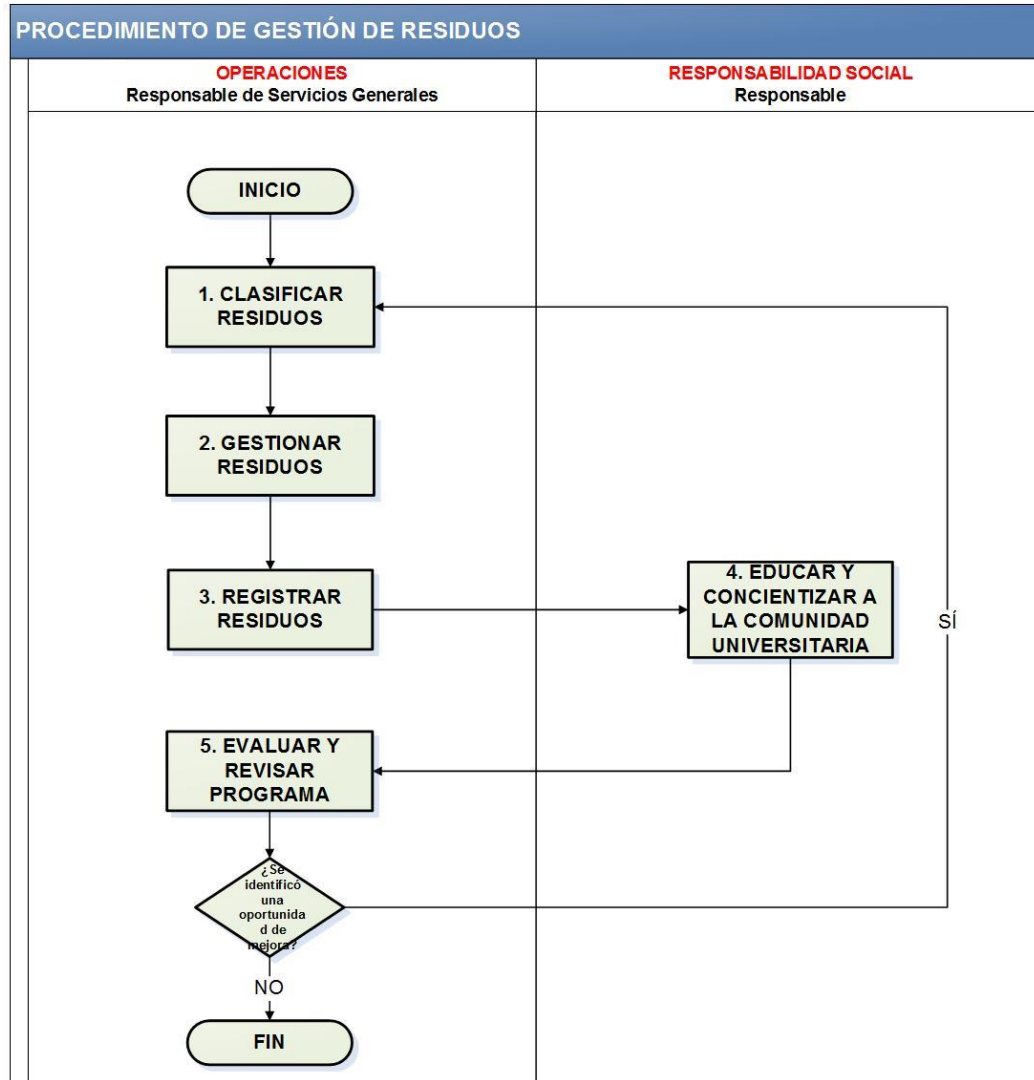 PROCEDIMIENTO DE GESTIÓN DE RESIDUOS
OPERACIONES
Responsable de Servicios Generales
RESPONSABILIDAD SOCIAL
Responsable
INICIO
1. CLASIFICAR
RESIDUOS
2. GESTIONAR
RESIDUOS
3. REGISTRAR
RESIDUOS
4. EDUCAR Y
CONCIENTIZAR A
LA COMUNIDAD
UNIVERSITARIA
SÍ
5. EVALUAR Y
REVISAR
PROGRAMA
¿Se
identificó
una
oportunida
d de
mejora?
NO
FIN